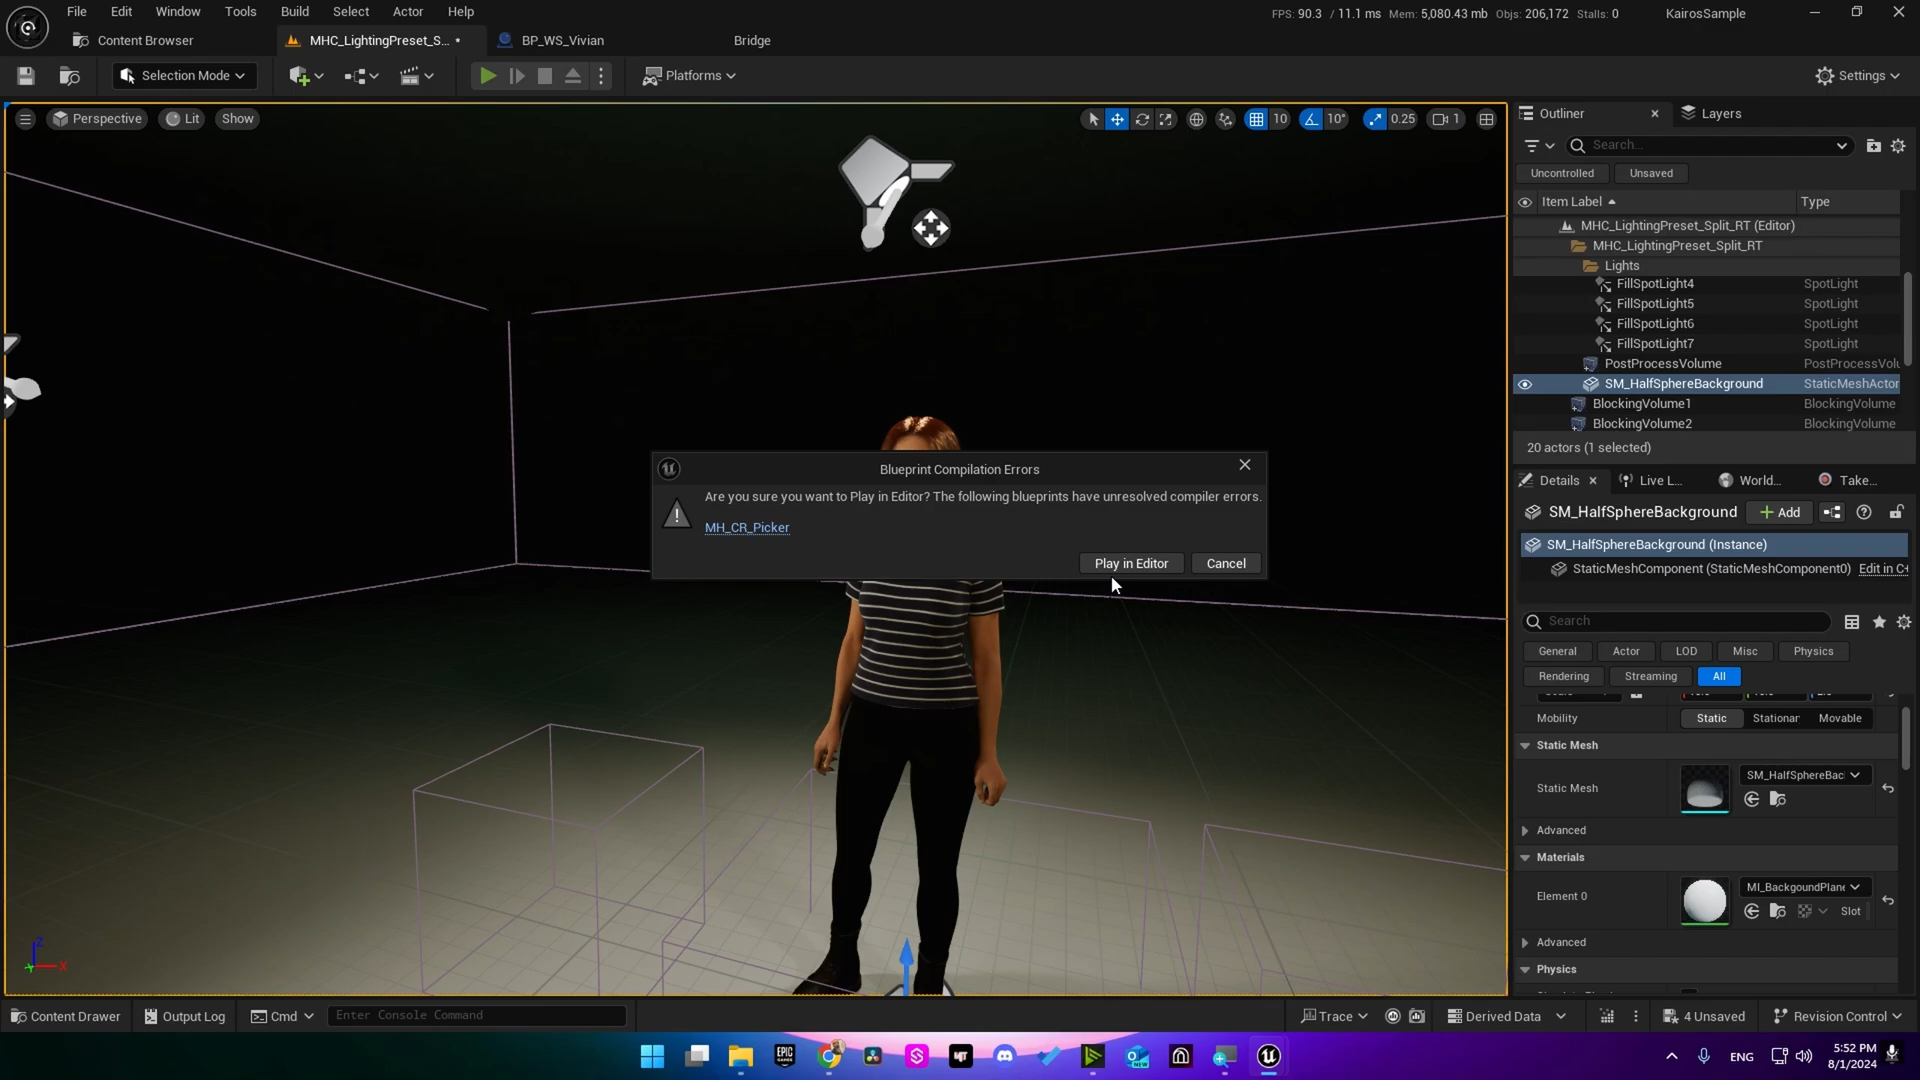 File Edit Window Tools Build Select Actor Help
FPS: 90.3 / 11.1 ms Mem: 5,080.43 mb Objs: 206,172 Stalls: 0
KairosSample
Content Browser
MHC_LightingPreset_S... •
BP_WS_Vivian
Bridge
Selection Mode
Platforms
Settings
Perspective
Lit
Show
10
10°
0.25
1
Outliner
Layers
Search...
Uncontrolled
Unsaved
Item Label
Type
MHC_LightingPreset_Split_RT (Editor)
MHC_LightingPreset_Split_RT
Lights
FillSpotLight4 SpotLight
FillSpotLight5 SpotLight
FillSpotLight6 SpotLight
FillSpotLight7 SpotLight
PostProcessVolume PostProcessVolu
SM_HalfSphereBackground StaticMeshActor
BlockingVolume1 BlockingVolume
BlockingVolume2 BlockingVolume
20 actors (1 selected)
Blueprint Compilation Errors
Are you sure you want to Play in Editor? The following blueprints have unresolved compiler errors.
MH_CR_Picker
Play in Editor
Cancel
Details
Live L...
World...
Take...
SM_HalfSphereBackground
Add
SM_HalfSphereBackground (Instance)
StaticMeshComponent (StaticMeshComponent0) Edit in C+
Search
General
Actor
LOD
Misc
Physics
Rendering
Streaming
All
Mobility
Static
Stationar
Movable
Static Mesh
Static Mesh
SM_HalfSphereBac
Advanced
Materials
Element 0
MI_BackgoundPlane
Slot
Advanced
Physics
Z
X
Content Drawer
Output Log
Cmd
Enter Console Command
Trace
Derived Data
4 Unsaved
Revision Control
EPIC
GAMES
NEW
ENG
5:52 PM
8/1/2024